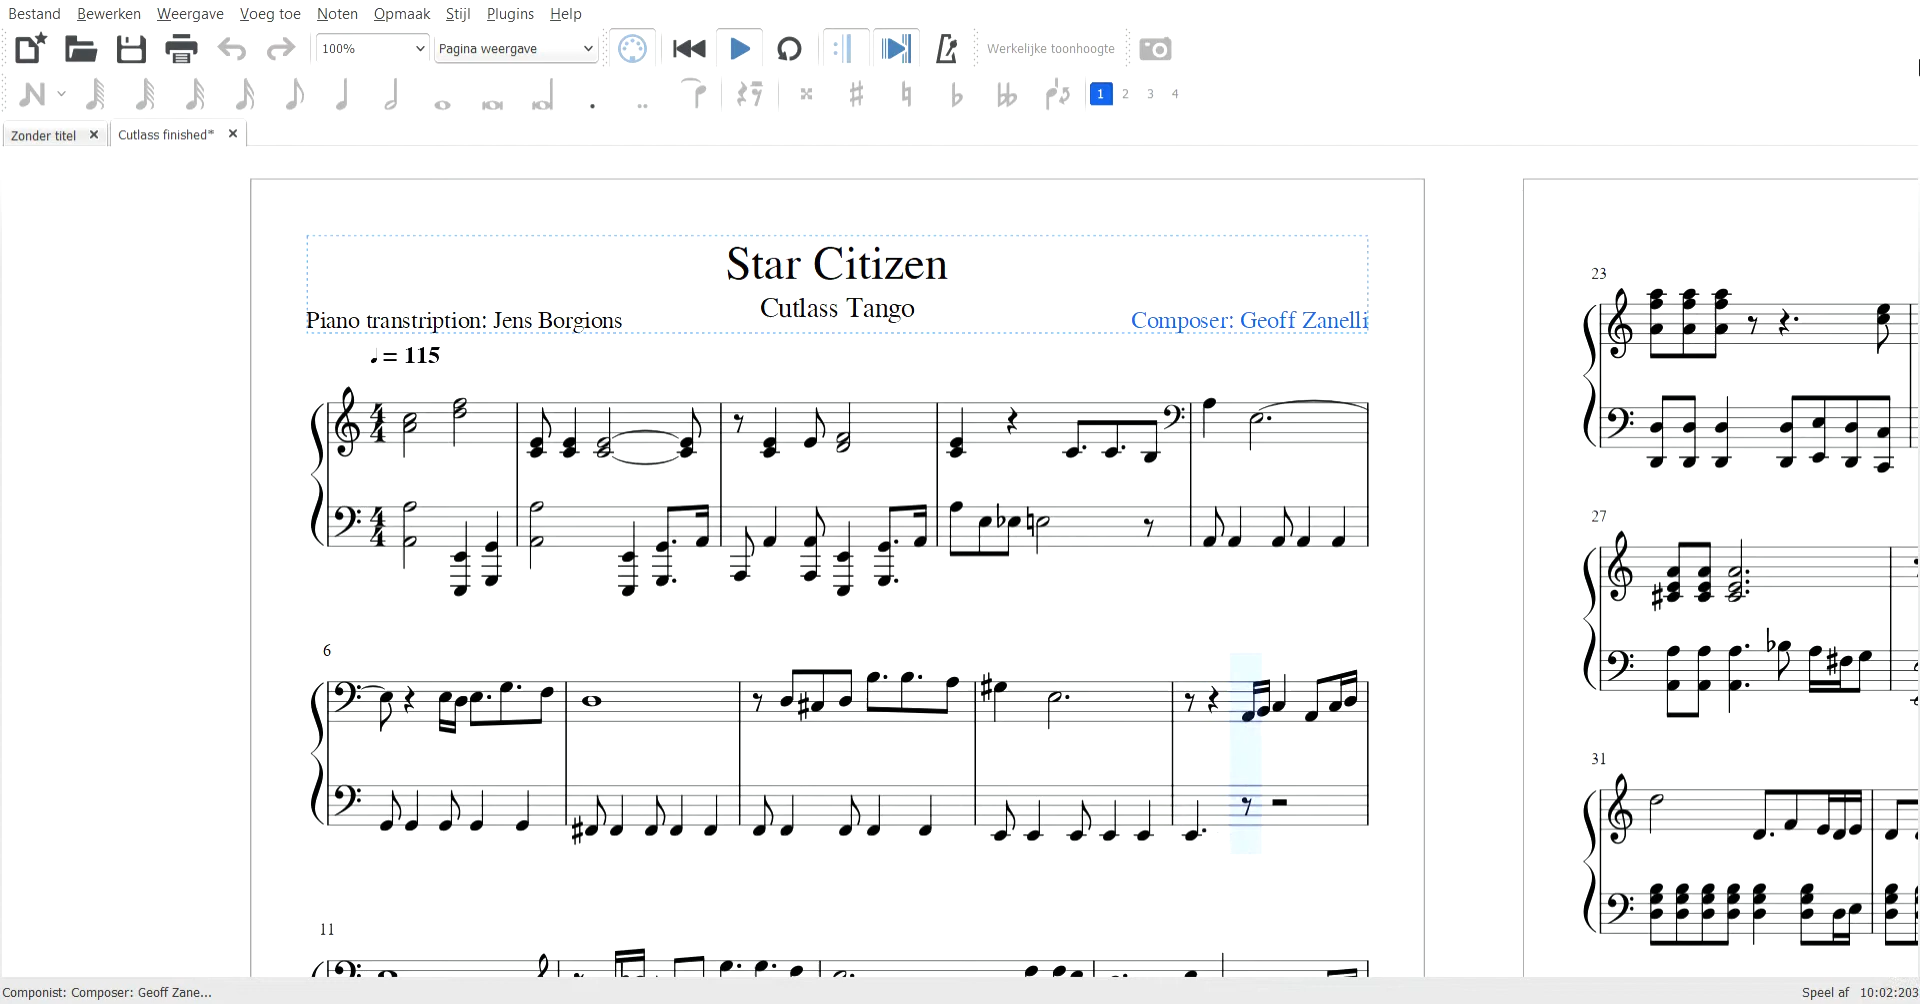 Bestand Bewerken Weergave Voeg toe Noten Opmaak Stijl Plugins Help
100% Pagina weergave Werkelijke toonhoogte
1 2 3 4
Zonder titel Cutlass finished*
Star Citizen
Cutlass Tango
Piano transtription: Jens Borgions Composer: Geoff Zanelli
= 115
23
27
6
31
11
Componist: Composer: Geoff Zane... Speel af 10:02:203